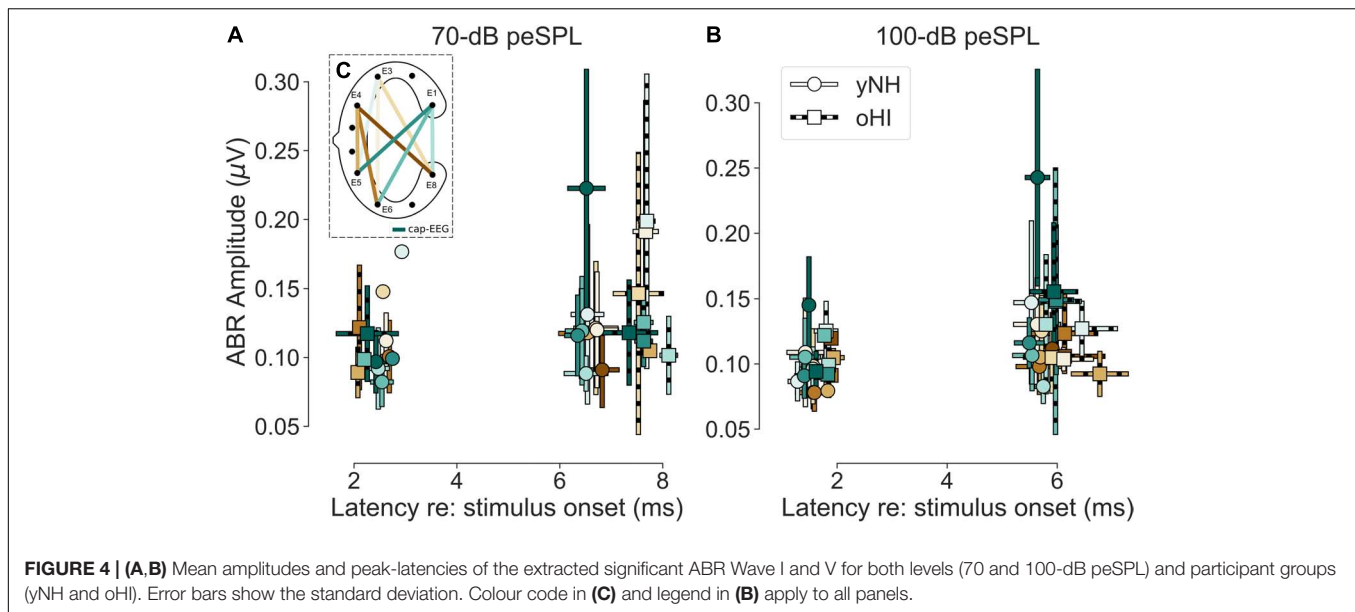 A
70-dB peSPL
B
100-dB peSPL
C
E3
E4
E1
E5
E8
E6
cap-EEG
yNH
oHI
0.30
0.25
0.20
0.15
0.10
0.05
ABR Amplitude (μV)
2
4
6
8
Latency re: stimulus onset (ms)
0.30
0.25
0.20
0.15
0.10
0.05
2
4
6
Latency re: stimulus onset (ms)
FIGURE 4 | (A,B) Mean amplitudes and peak-latencies of the extracted significant ABR Wave I and V for both levels (70 and 100-dB peSPL) and participant groups
(yNH and oHI). Error bars show the standard deviation. Colour code in (C) and legend in (B) apply to all panels.